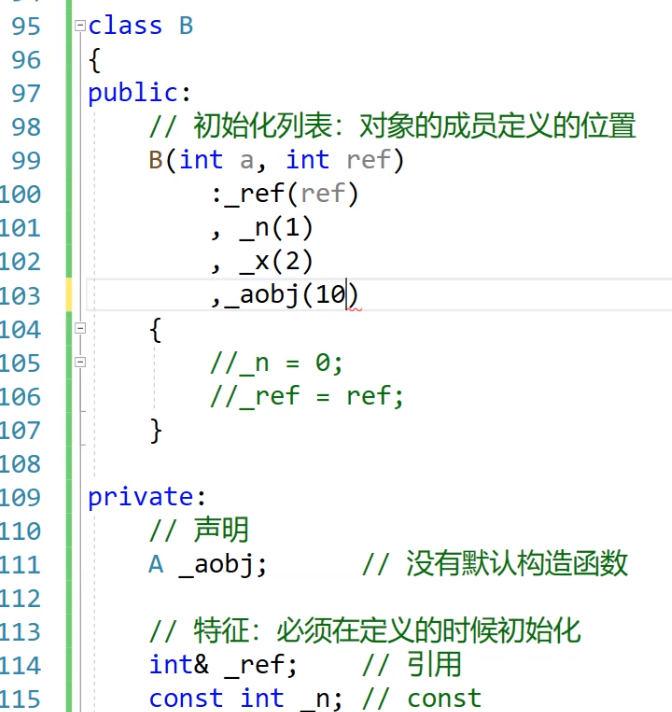 95 class B
96 {
97 public:
98 // 初始化列表：对象的成员定义的位置
99 B(int a, int ref)
100 :_ref(ref)
101 , _n(1)
102 , _x(2)
103 ,_aobj(10)
104 {
105 //_n = 0;
106 //_ref = ref;
107 }
108
109 private:
110 // 声明
111 A _aobj; // 没有默认构造函数
112
113 // 特征：必须在定义的时候初始化
114 int& _ref; // 引用
115 const int _n; // const